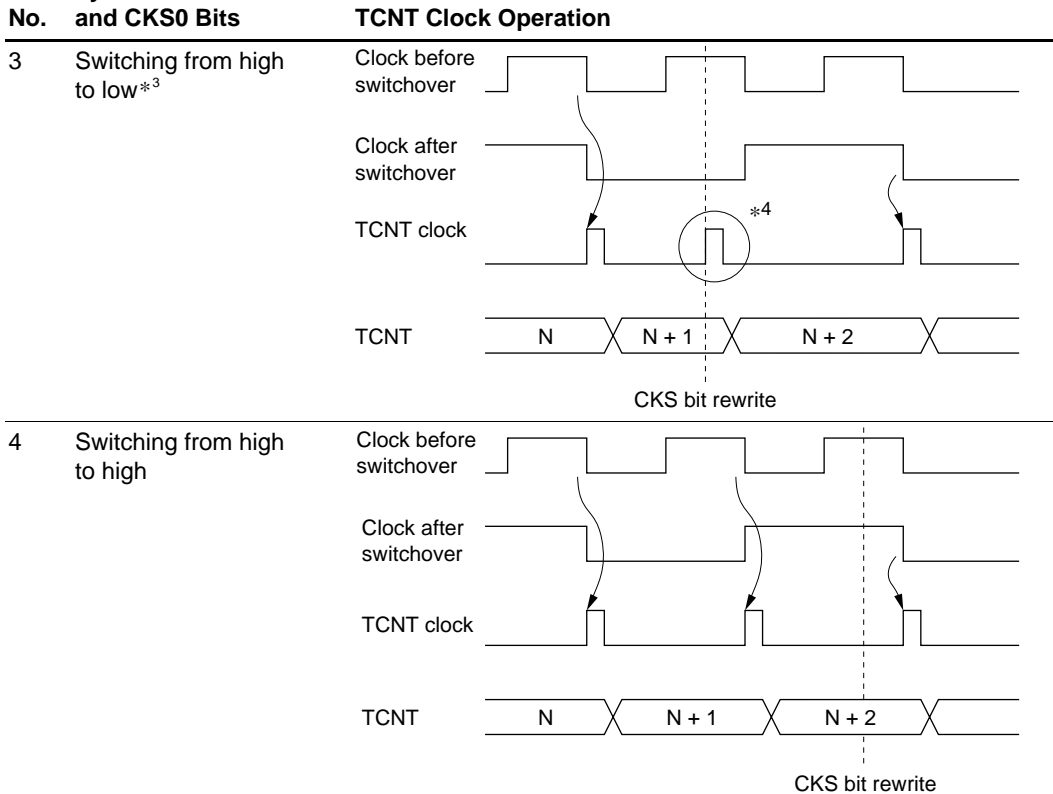 No. and CKS0 Bits TCNT Clock Operation
3 Switching from high to low*3
Clock before switchover
Clock after switchover
TCNT clock
*4
TCNT N N + 1 N + 2
CKS bit rewrite
4 Switching from high to high
Clock before switchover
Clock after switchover
TCNT clock
TCNT N N + 1 N + 2
CKS bit rewrite